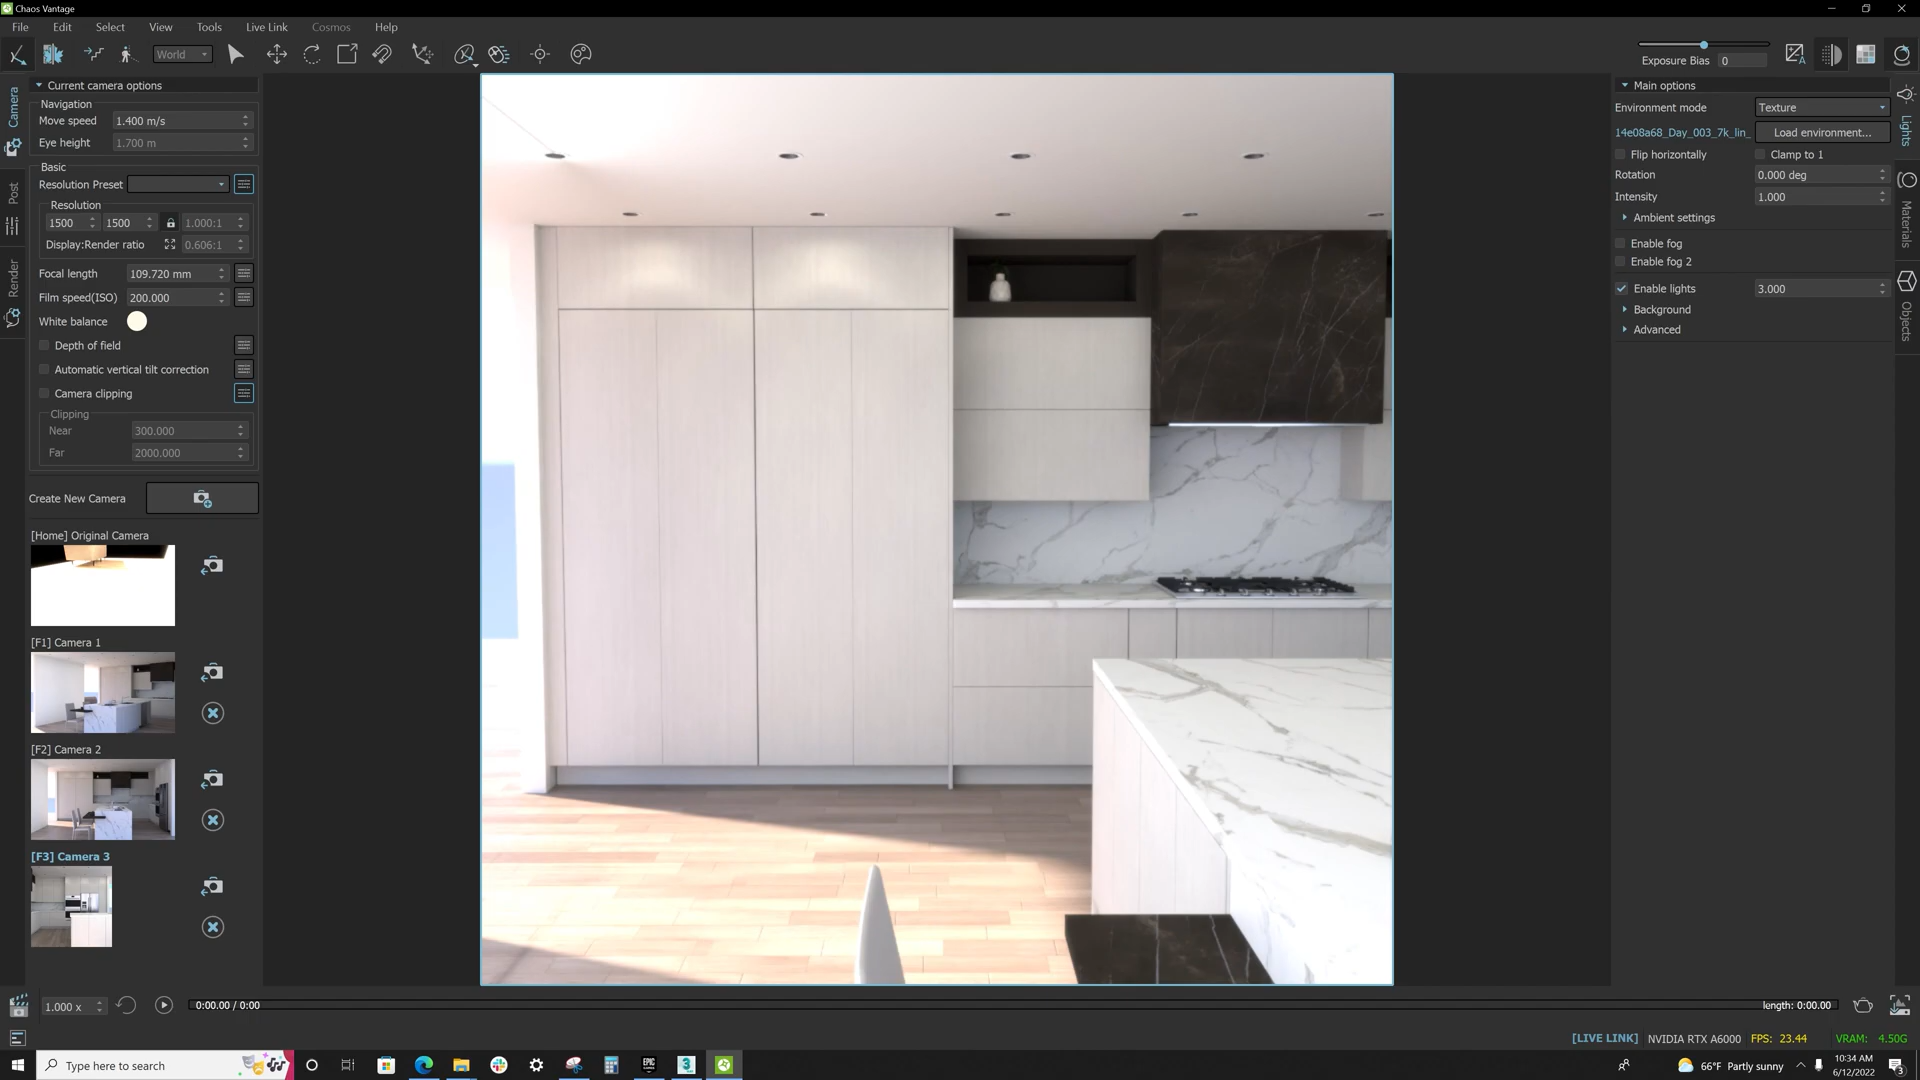 Chaos Vantage
File Edit Select View Tools Live Link Cosmos Help
World
Exposure Bias 0
Camera
Post
Render
Current camera options
Navigation
Move speed 1.400 m/s
Eye height 1.700 m
Basic
Resolution Preset
Resolution
1500 1500 1.000:1
Display:Render ratio 0.606:1
Focal length 109.720 mm
Film speed(ISO) 200.000
White balance
Depth of field
Automatic vertical tilt correction
Camera clipping
Clipping
Near 300.000
Far 2000.000
Create New Camera
[Home] Original Camera
[F1] Camera 1
[F2] Camera 2
[F3] Camera 3
Main options
Environment mode Texture
14e08a68_Day_003_7k_lin_ Load environment...
Flip horizontally Clamp to 1
Rotation 0.000 deg
Intensity 1.000
Ambient settings
Enable fog
Enable fog 2
Enable lights 3.000
Background
Advanced
Lights
Materials
Objects
1.000 x 0:00.00 / 0:00 length: 0:00.00
[LIVE LINK] NVIDIA RTX A6000 FPS: 23.44 VRAM: 4.50G
Type here to search
EPIC
3
66°F Partly sunny
10:34 AM
6/12/2022
3